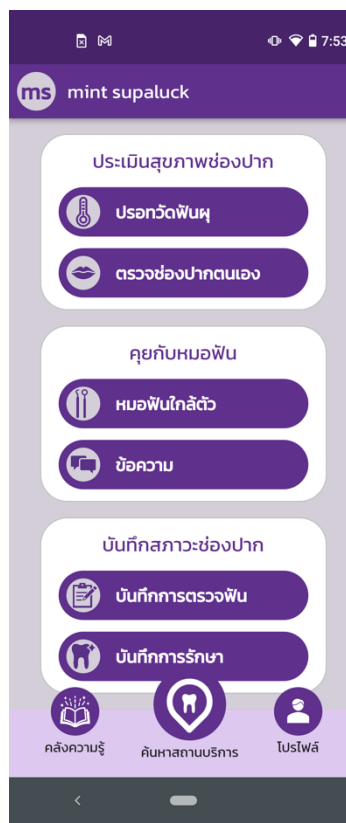 7:53
ms mint supaluck
ประเมินสุขภาพช่องปาก
ปรอทวัดฟันผุ
ตรวจช่องปากตนเอง
คุยกับหมอฟัน
หมอฟันใกล้ตัว
ข้อความ
บันทึกสภาวะช่องปาก
บันทึกการตรวจฟัน
บันทึกการรักษา
คลังความรู้
ค้นหาสถานบริการ
โปรไฟล์